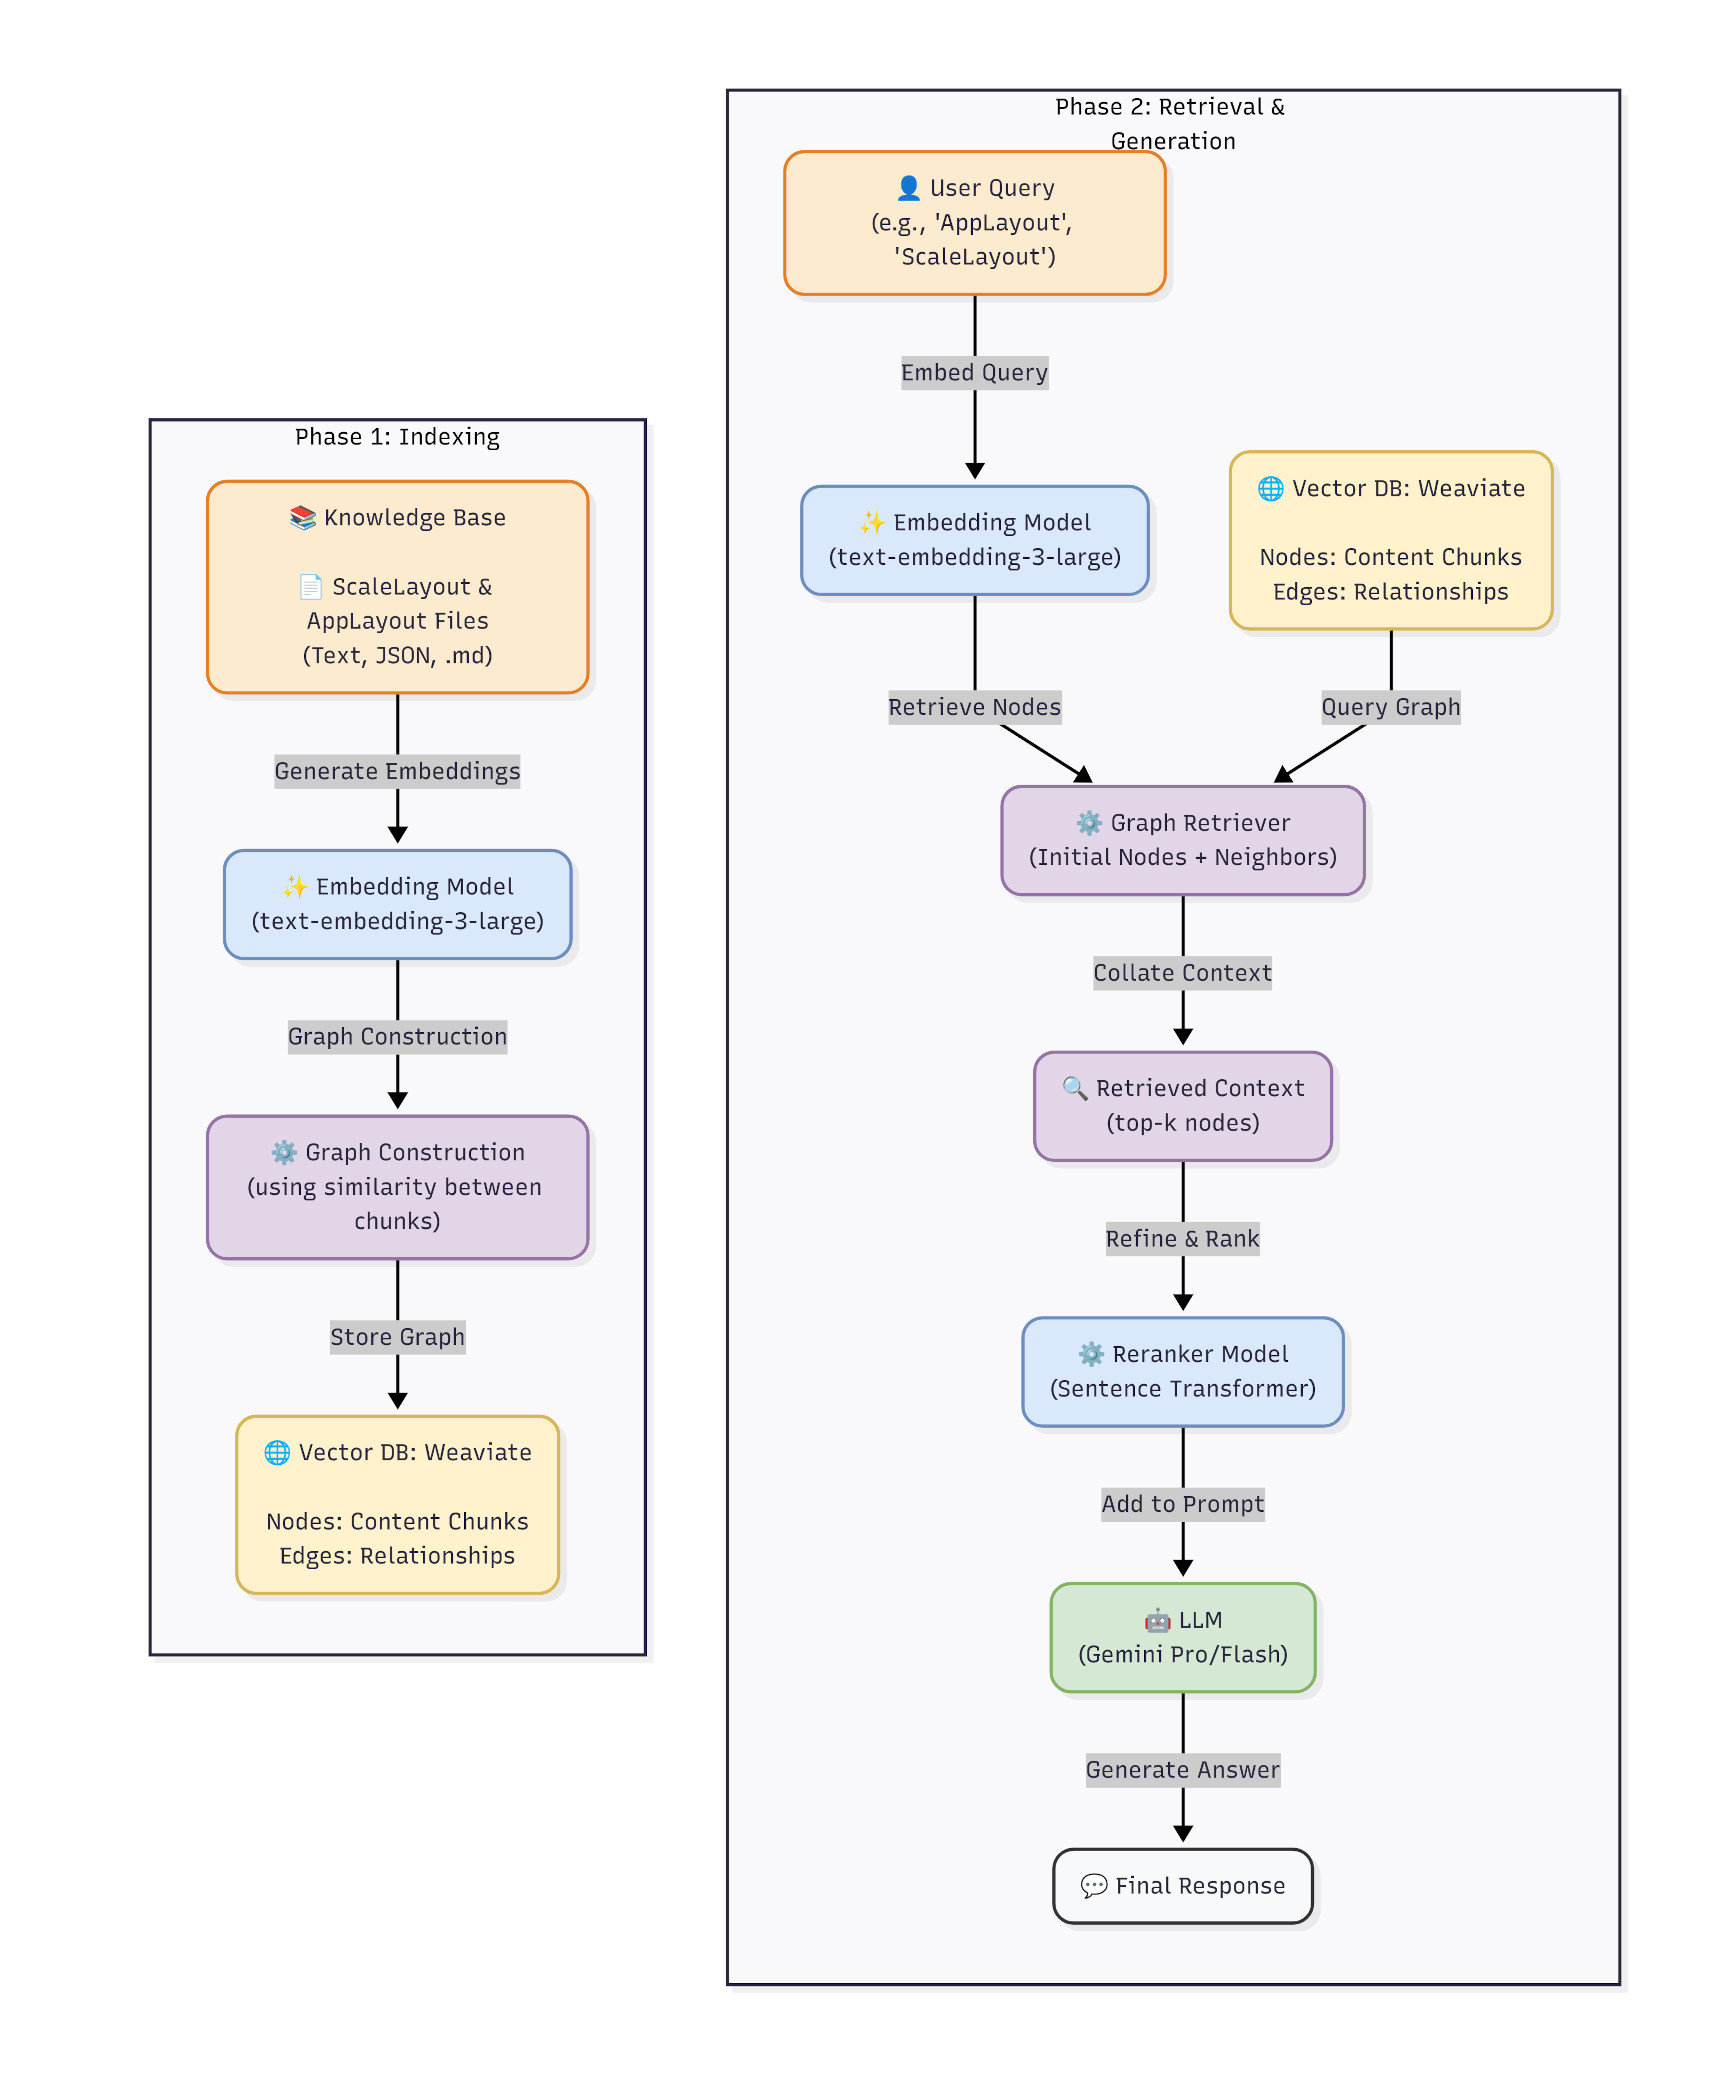 Phase 1: Indexing
📚 Knowledge Base
📄 ScaleLayout &
AppLayout Files
(Text, JSON, .md)
Generate Embeddings
✨ Embedding Model
(text-embedding-3-large)
Graph Construction
⚙️ Graph Construction
(using similarity between
chunks)
Store Graph
🌐 Vector DB: Weaviate
Nodes: Content Chunks
Edges: Relationships
Phase 2: Retrieval &
Generation
👤 User Query
(e.g., 'AppLayout',
'ScaleLayout')
Embed Query
✨ Embedding Model
(text-embedding-3-large)
🌐 Vector DB: Weaviate
Nodes: Content Chunks
Edges: Relationships
Retrieve Nodes
Query Graph
⚙️ Graph Retriever
(Initial Nodes + Neighbors)
Collate Context
🔍 Retrieved Context
(top-k nodes)
Refine & Rank
⚙️ Reranker Model
(Sentence Transformer)
Add to Prompt
🤖 LLM
(Gemini Pro/Flash)
Generate Answer
💬 Final Response